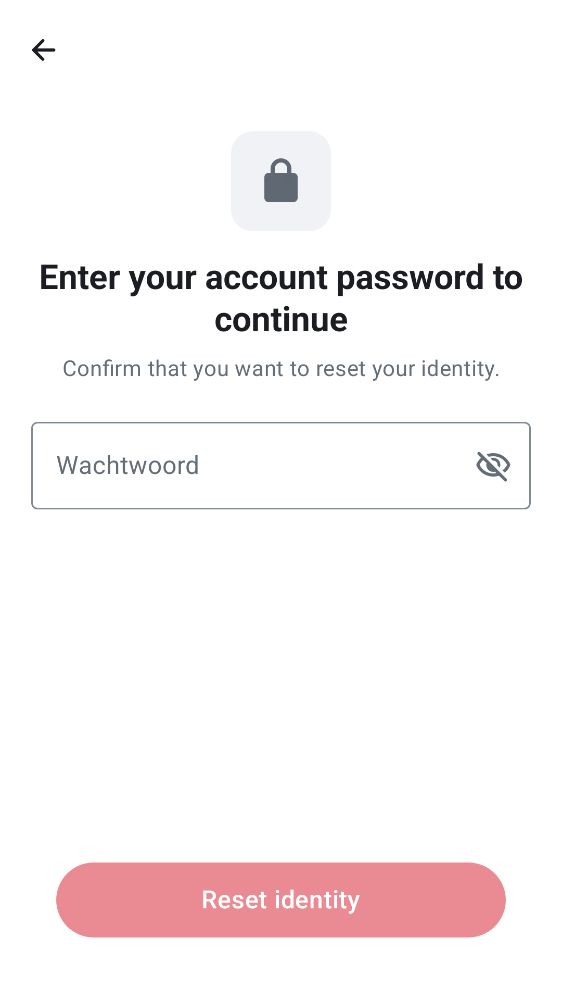 Enter your account password to
continue
Confirm that you want to reset your identity.
Wachtwoord
Reset identity